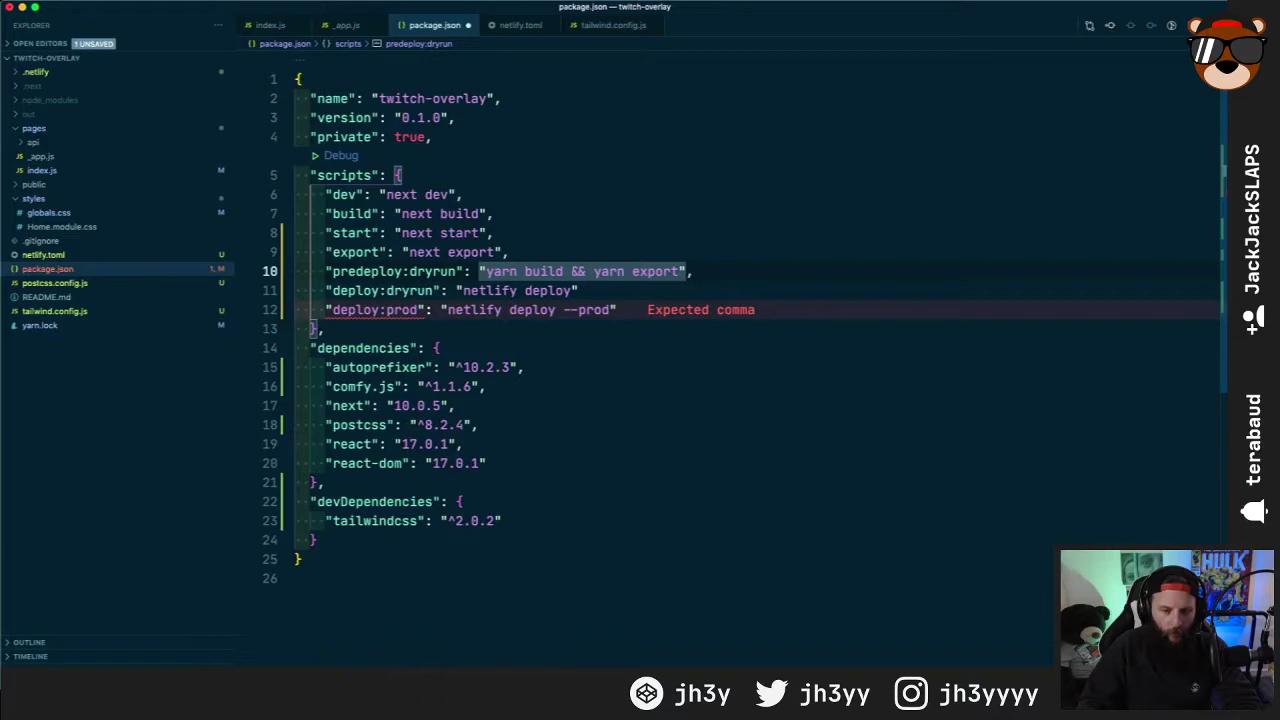 package.json — twitch-overlay
EXPLORER
···
index.js
_app.js
package.json
netlify.toml
tailwind.config.js
OPEN EDITORS 1 UNSAVED
package.json › {} scripts › predeploy:dryrun
TWITCH-OVERLAY
.netlify
.next
node_modules
out
pages
api
_app.js
index.js M
public
styles
globals.css M
Home.module.css
.gitignore
netlify.toml U
package.json 1, M
postcss.config.js U
README.md
tailwind.config.js U
yarn.lock
OUTLINE
TIMELINE
1 {
2 "name": "twitch-overlay",
3 "version": "0.1.0",
4 "private": true,
Debug
5 "scripts": {
6 "dev": "next dev",
7 "build": "next build",
8 "start": "next start",
9 "export": "next export",
10 "predeploy:dryrun": "yarn build && yarn export",
11 "deploy:dryrun": "netlify deploy"
12 "deploy:prod": "netlify deploy --prod" Expected comma
13 },
14 "dependencies": {
15 "autoprefixer": "^10.2.3",
16 "comfy.js": "^1.1.6",
17 "next": "10.0.5",
18 "postcss": "^8.2.4",
19 "react": "17.0.1",
20 "react-dom": "17.0.1"
21 },
22 "devDependencies": {
23 "tailwindcss": "^2.0.2"
24 }
25 }
26
JackJackSLAPS
terabaud
HULK
jh3y
jh3yy
jh3yyyy